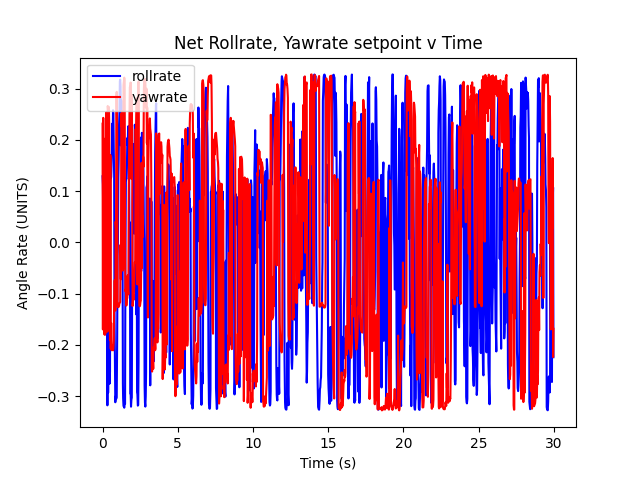 Net Rollrate, Yawrate setpoint v Time
rollrate
yawrate
Angle Rate (UNITS)
0.3
0.2
0.1
0.0
−0.1
−0.2
−0.3
0 5 10 15 20 25 30
Time (s)